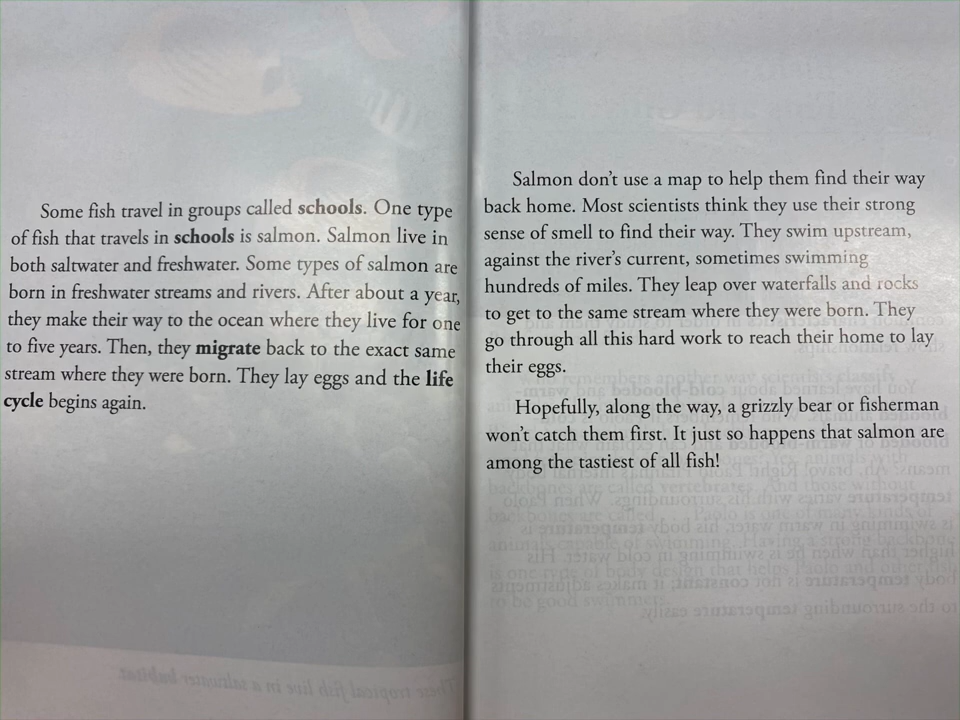 Some fish travel in groups called schools. One type
of fish that travels in schools is salmon. Salmon live in
both saltwater and freshwater. Some types of salmon are
born in freshwater streams and rivers. After about a year,
they make their way to the ocean where they live for one
to five years. Then, they migrate back to the exact same
stream where they were born. They lay eggs and the life
cycle begins again.
These tropical fish live in a saltwater habitat.
Salmon don't use a map to help them find their way
back home. Most scientists think they use their strong
sense of smell to find their way. They swim upstream,
against the river's current, sometimes swimming
hundreds of miles. They leap over waterfalls and rocks
to get to the same stream where they were born. They
go through all this hard work to reach their home to lay
their eggs.
Hopefully, along the way, a grizzly bear or fisherman
won't catch them first. It just so happens that salmon are
among the tastiest of all fish!